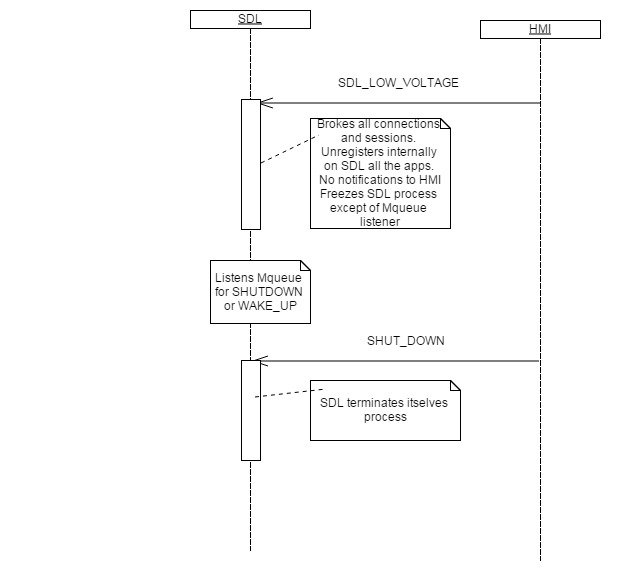 SDL
HMI
SDL_LOW_VOLTAGE
Brokes all connections
and sessions.
Unregisters internally
on SDL all the apps.
No notifications to HMI
Freezes SDL process
except of Mqueue
listener
Listens Mqueue
for SHUTDOWN
or WAKE_UP
SHUT_DOWN
SDL terminates itselves
process